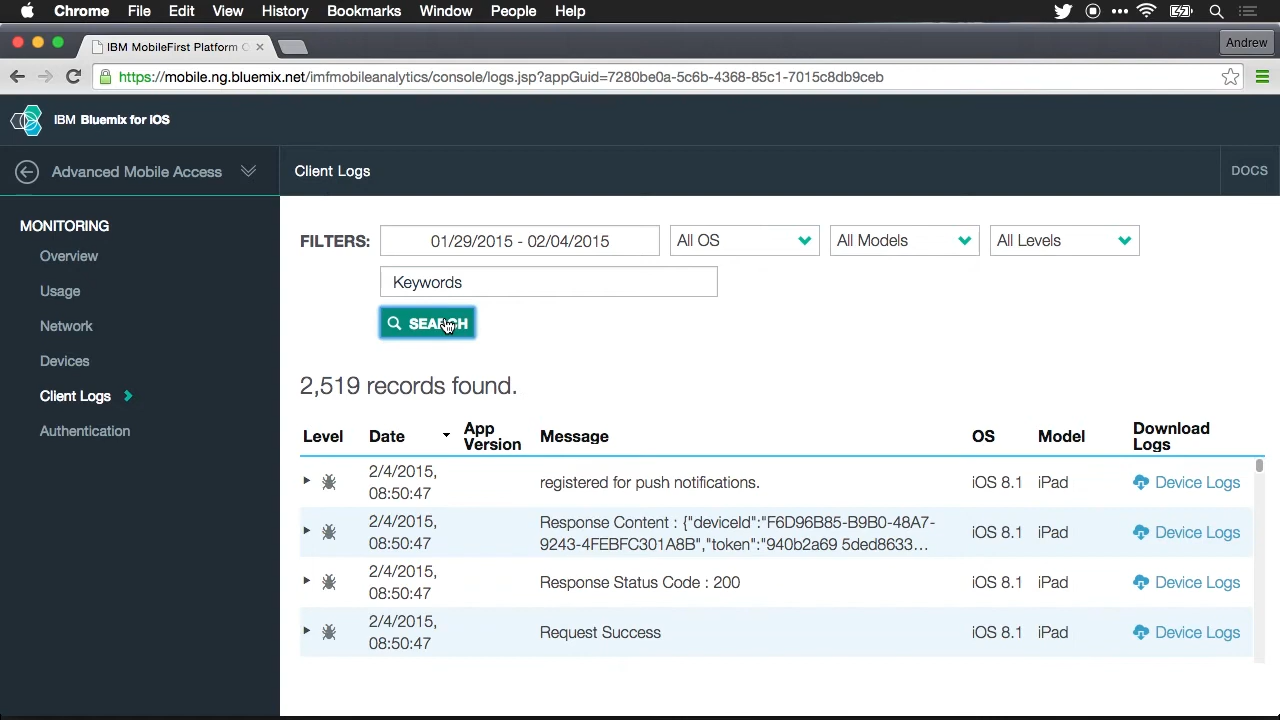 Chrome File Edit View History Bookmarks Window People Help
IBM MobileFirst Platform
Andrew
https://mobile.ng.bluemix.net/imfmobileanalytics/console/logs.jsp?appGuid=7280be0a-5c6b-4368-85c1-7015c8db9ceb
IBM Bluemix for iOS
Advanced Mobile Access
Client Logs
DOCS
MONITORING
Overview
Usage
Network
Devices
Client Logs
Authentication
FILTERS: 01/29/2015 - 02/04/2015 All OS All Models All Levels
Keywords
SEARCH
2,519 records found.
Level Date App Version Message OS Model Download Logs
2/4/2015, 08:50:47 registered for push notifications. iOS 8.1 iPad Device Logs
2/4/2015, 08:50:47 Response Content : {"deviceId":"F6D96B85-B9B0-48A7-
9243-4FEBFC301A8B","token":"940b2a69 5ded8633... iOS 8.1 iPad Device Logs
2/4/2015, 08:50:47 Response Status Code : 200 iOS 8.1 iPad Device Logs
2/4/2015, 08:50:47 Request Success iOS 8.1 iPad Device Logs